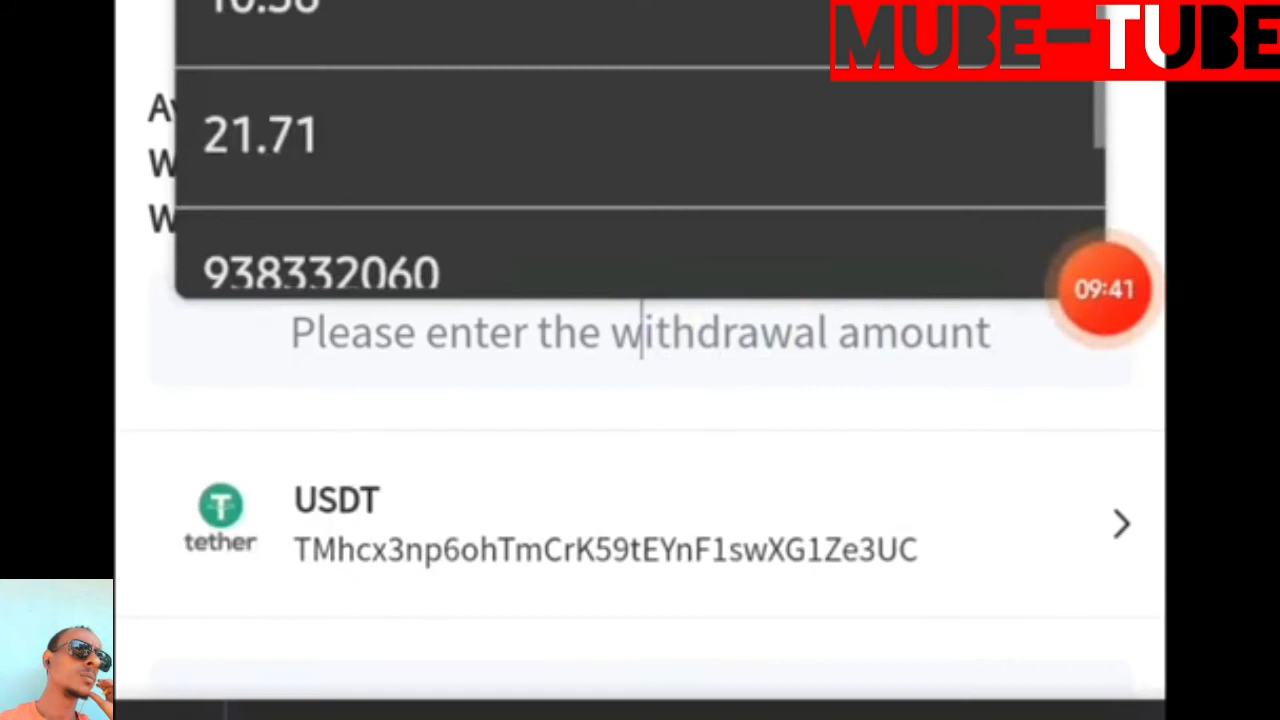 MUBE-TUBE
21.71
938332060
09:41
Please enter the withdrawal amount
USDT
tether
TMhcx3np6ohTmCrK59tEYnF1swXG1Ze3UC